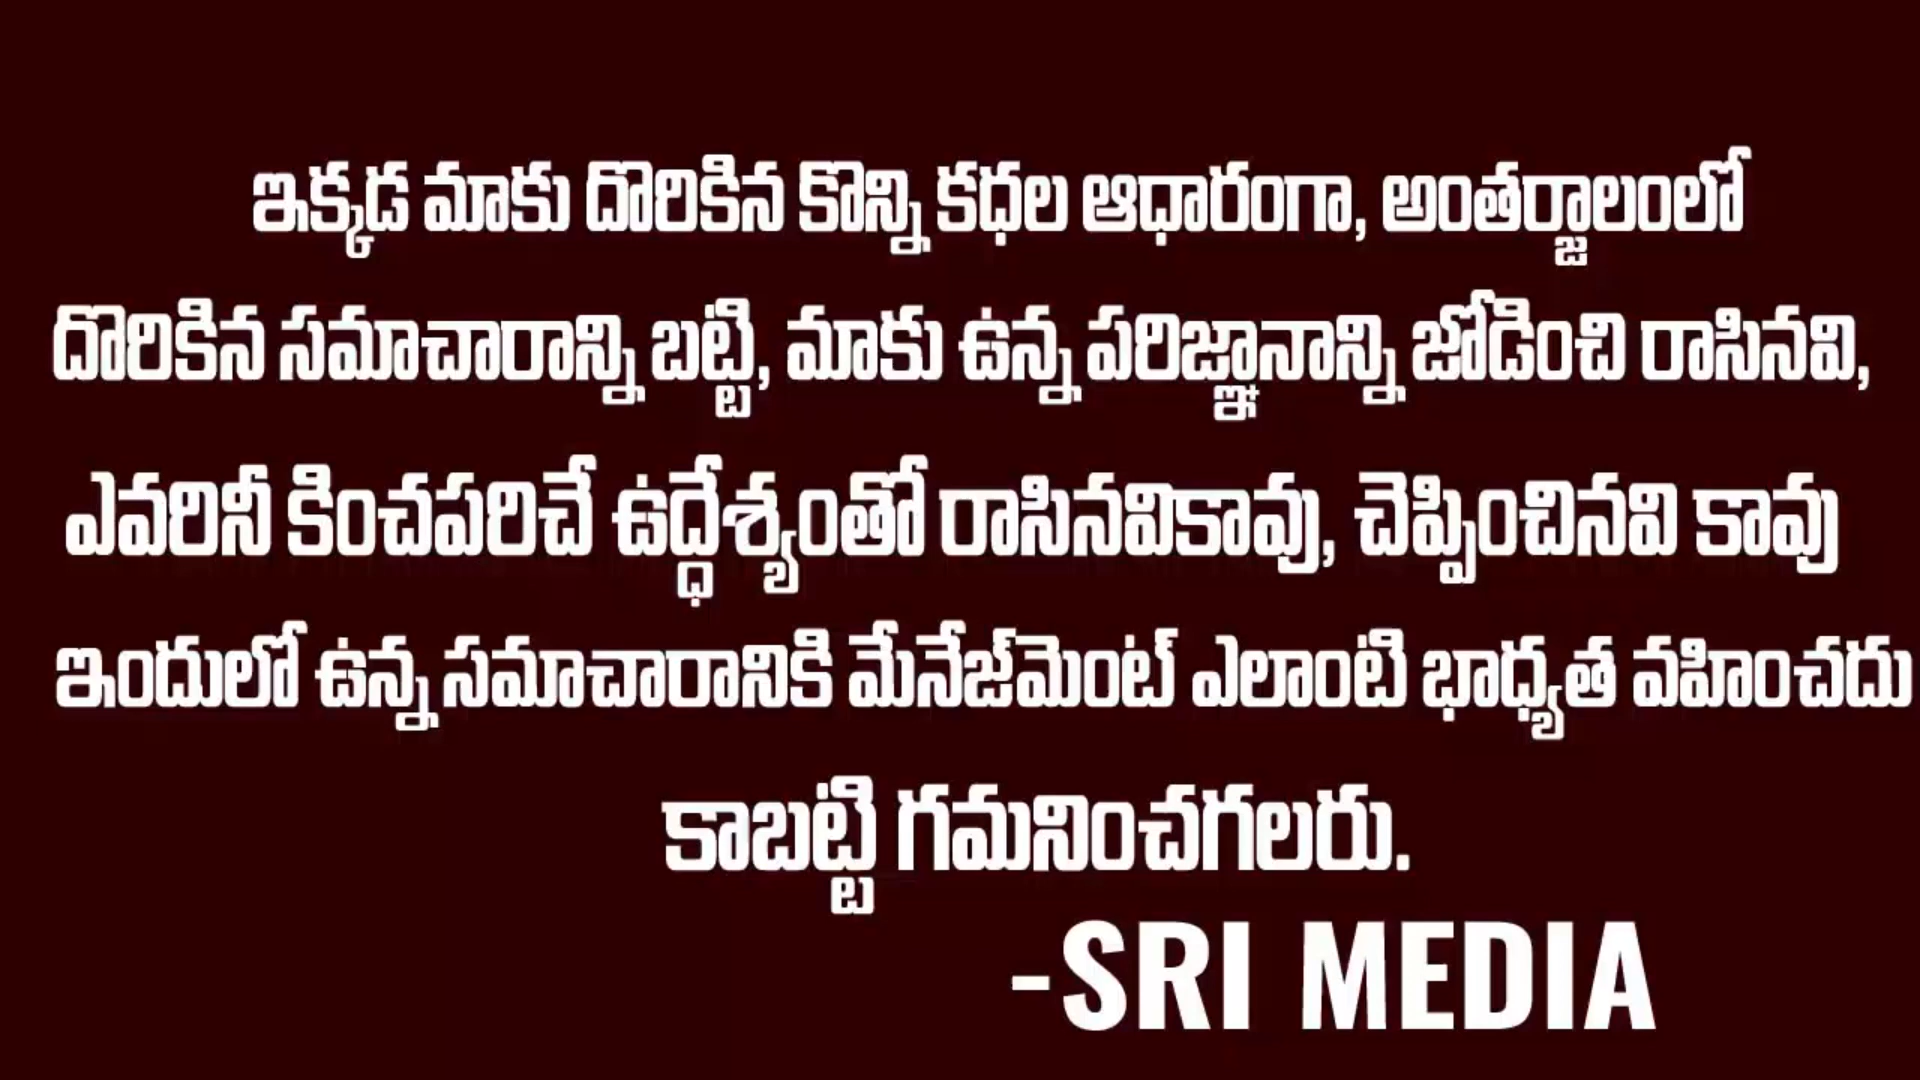 ఇక్కడ మాకు దొరికిన కొన్ని కధల ఆధారంగా, అంతర్జాలంలో
దొరికిన సమాచారాన్ని బట్టి, మాకు ఉన్న పరిజ్ఞానాన్ని జోడించి రాసినవి,
ఎవరినీ కించపరిచే ఉద్ధేశ్యంతో రాసినవికావు, చెప్పించినవి కావు
ఇందులో ఉన్న సమాచారానికి మేనేజ్‌మెంట్ ఎలాంటి భాధ్యత వహించదు
కాబట్టి గమనించగలరు.
-SRI MEDIA